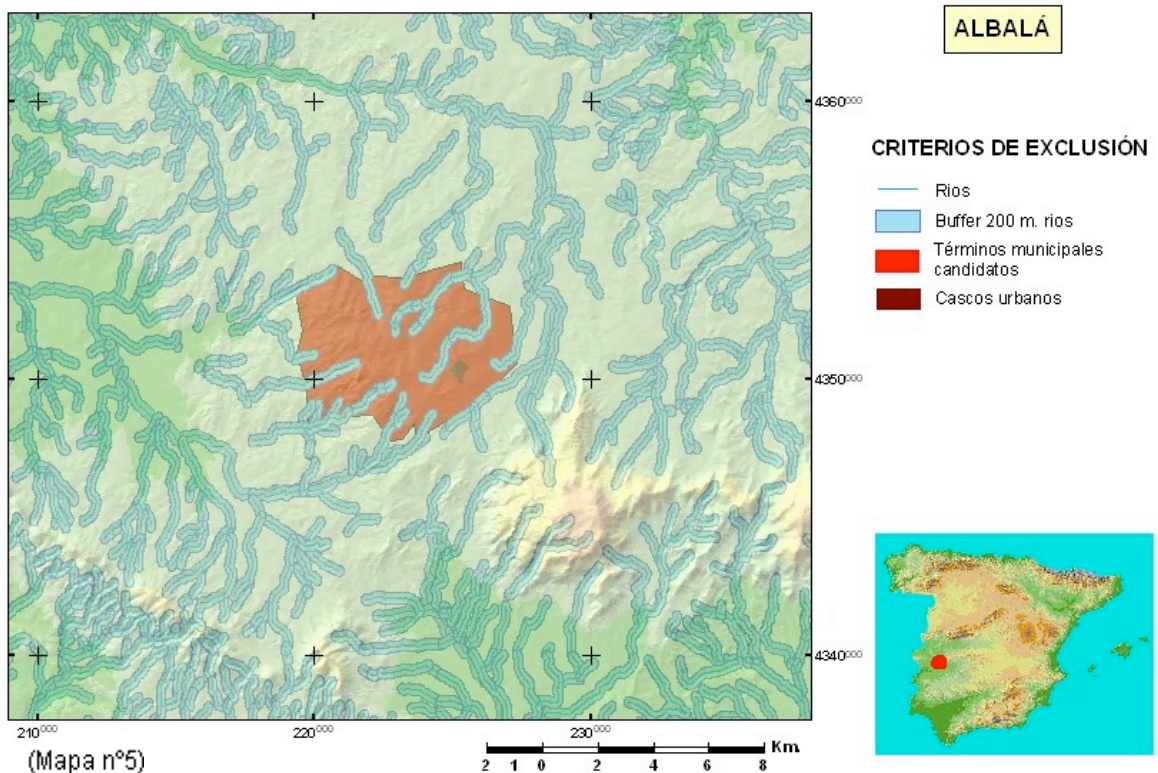 ALBALÁ
4360000
CRITERIOS DE EXCLUSIÓN
Rios
Buffer 200 m. rios
Términos municipales
candidatos
Cascos urbanos
4350000
4340000
210000
220000
230000
(Mapa nº5)
2 1 0 2 4 6 8 Km.